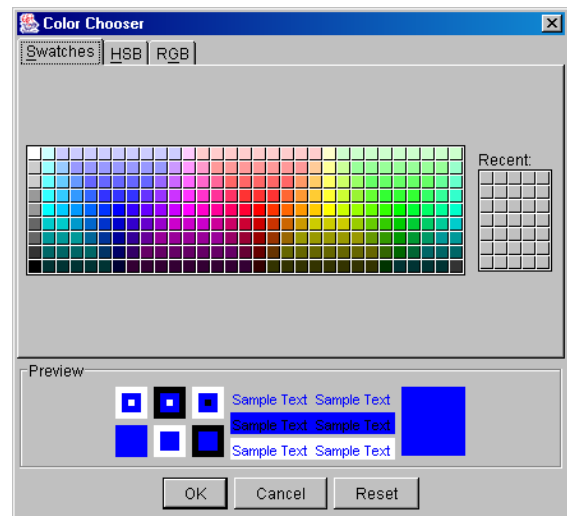 Color Chooser
Swatches HSB RGB
Recent:
Preview
Sample Text Sample Text
Sample Text Sample Text
Sample Text Sample Text
OK Cancel Reset